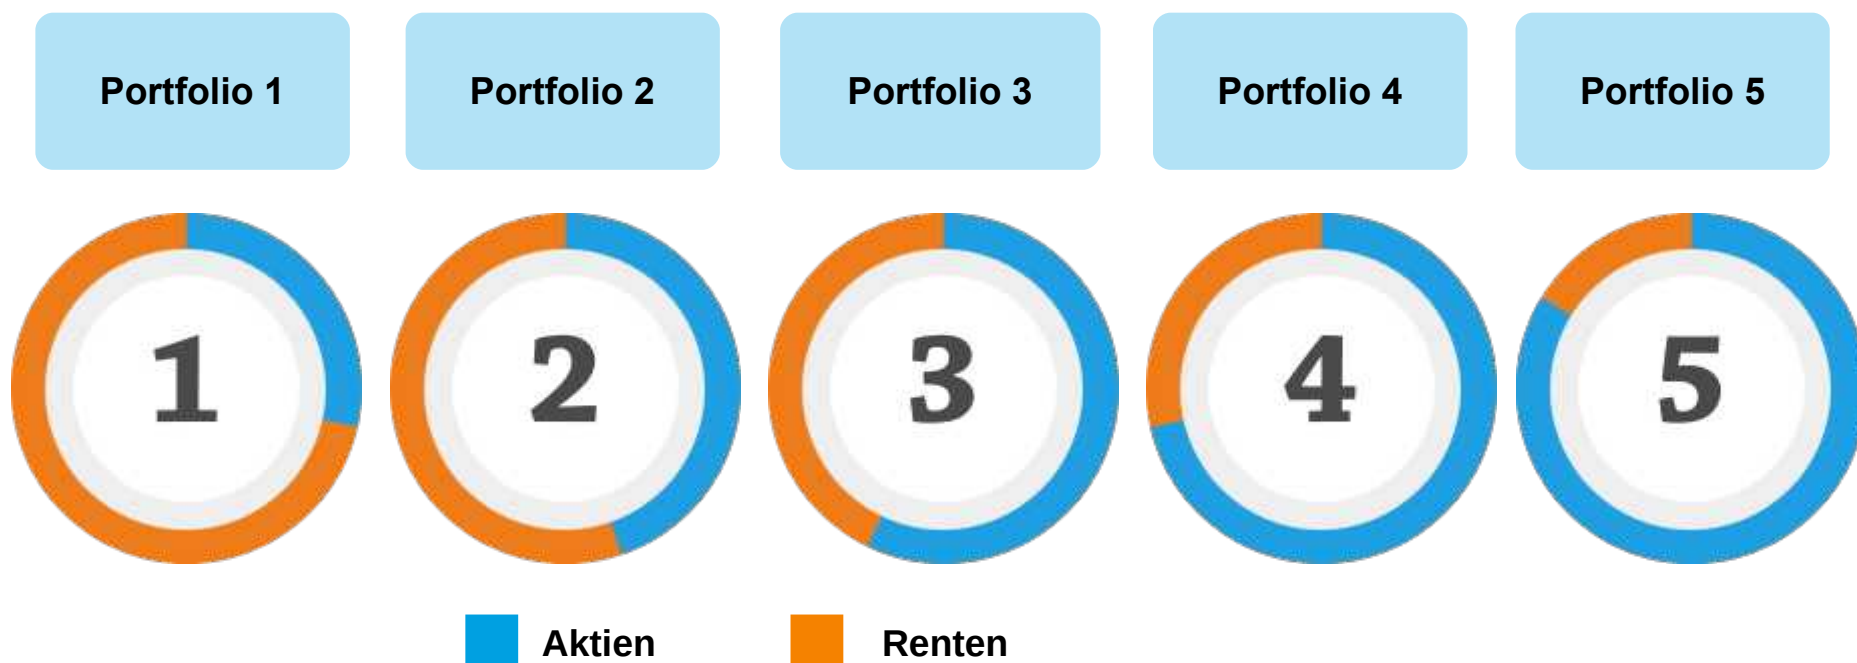 Portfolio 1
Portfolio 2
Portfolio 3
Portfolio 4
Portfolio 5
1
2
3
4
5
Aktien
Renten